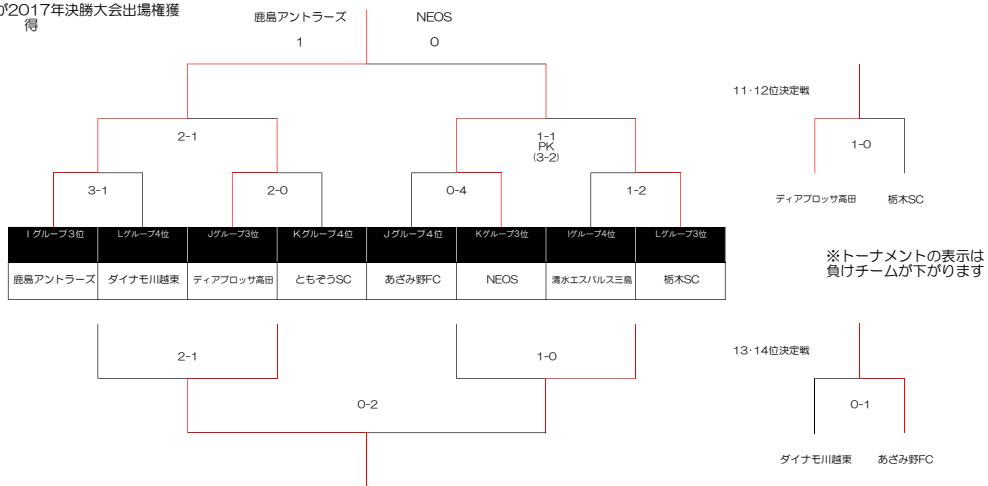 が2017年決勝大会出場権獲
得
鹿島アントラーズ NEOS
1 0
11・12位決定戦
2-1 1-1
PK
(3-2)
1-0
3-1 2-0 0-4 1-2
ディアブロッサ高田 栃木SC
Iグループ3位 Lグループ4位 Jグループ3位 Kグループ4位 Jグループ4位 Kグループ3位 Iグループ4位 Lグループ3位
鹿島アントラーズ ダイナモ川越東 ディアブロッサ高田 ともぞうSC あざみ野FC NEOS 清水エスパルス三島 栃木SC
※トーナメントの表示は
負けチームが下がります
2-1 1-0
13・14位決定戦
0-2 0-1
ダイナモ川越東 あざみ野FC